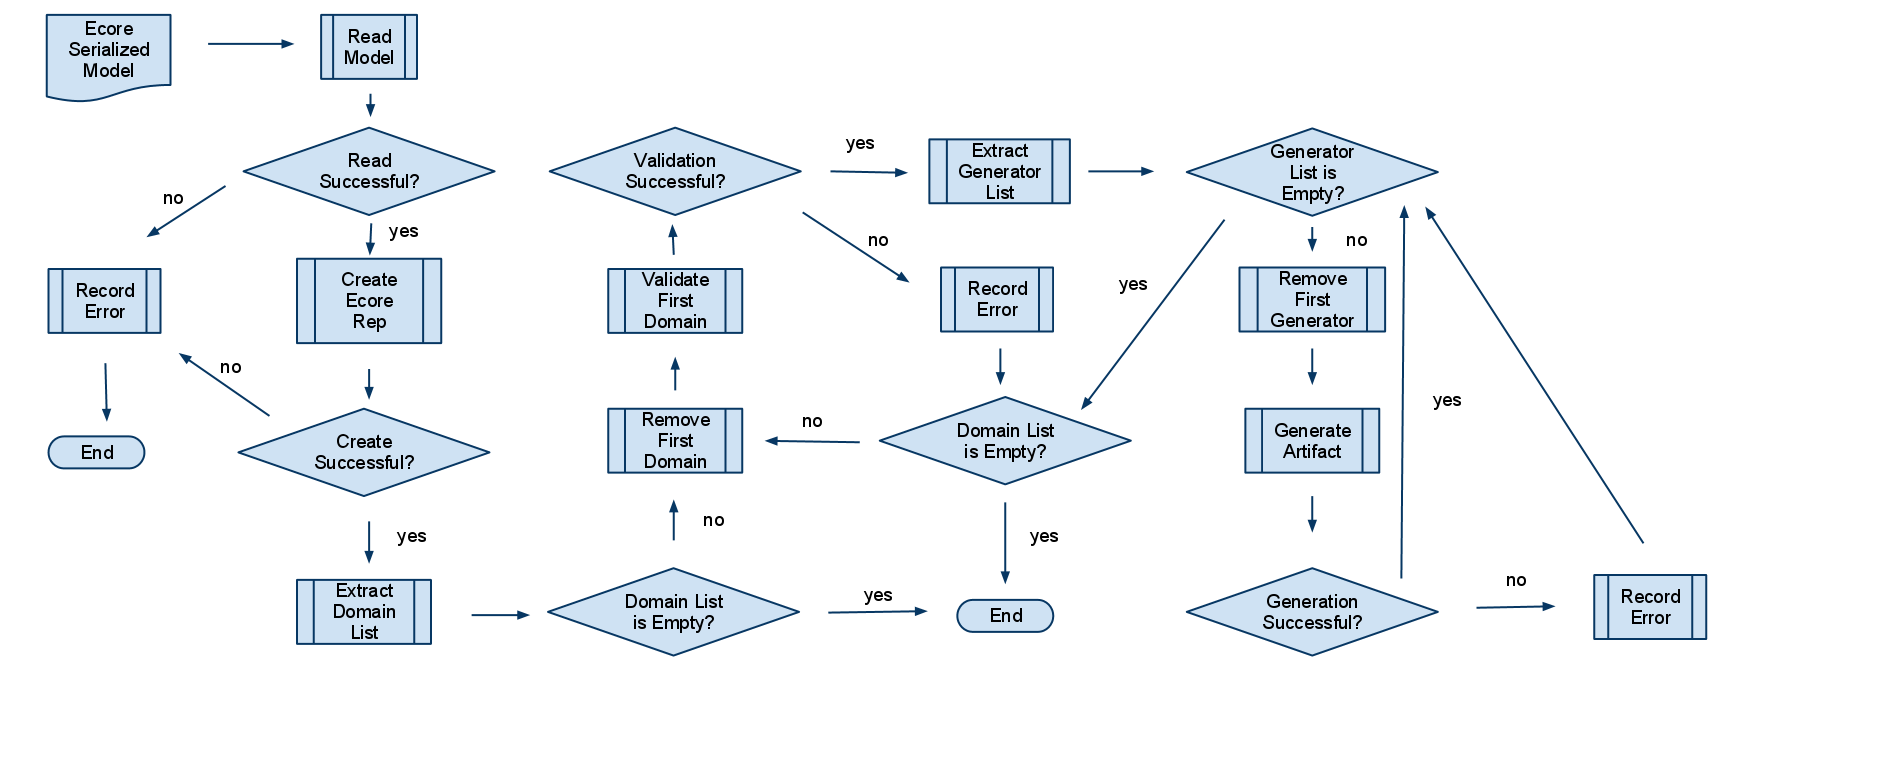 Ecore
Serialized
Model
Read
Model
Read
Successful?
no
yes
Record
Error
Create
Ecore
Rep
no
End
Create
Successful?
yes
Extract
Domain
List
Domain List
is Empty?
yes
no
Remove
First
Domain
Validate
First
Domain
Validation
Successful?
yes
no
Extract
Generator
List
Record
Error
Domain List
is Empty?
no
yes
End
Generator
List is
Empty?
yes
no
Remove
First
Generator
Generate
Artifact
Generation
Successful?
yes
no
Record
Error